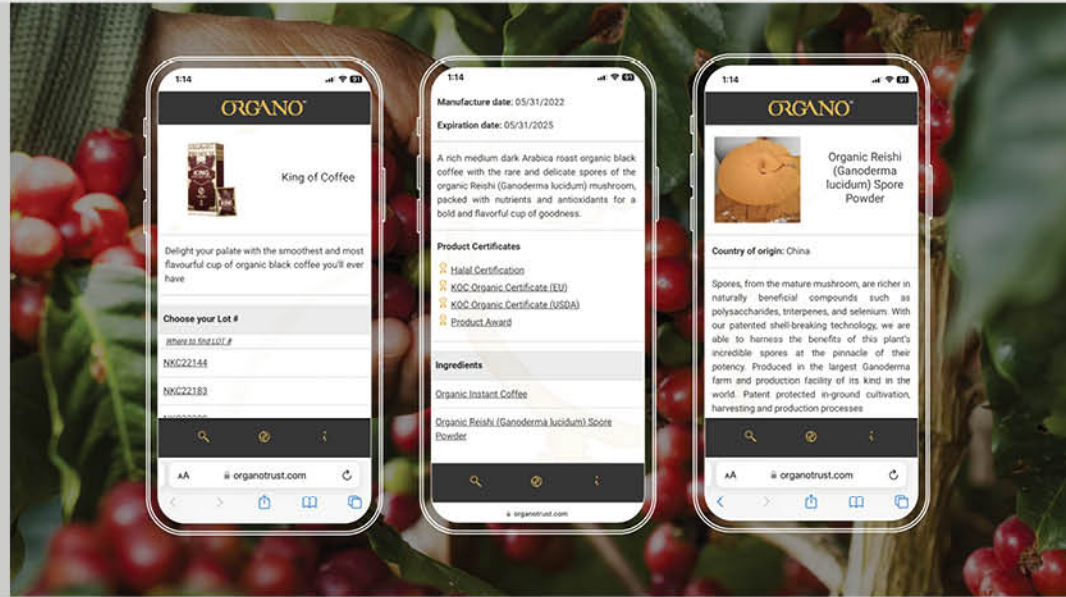 1:14
91
ORGANO™
KING
King of Coffee
Delight your palate with the smoothest and most
flavourful cup of organic black coffee you'll ever
have
Choose your Lot #
Where to find LOT #
NKC22144
NKC22183
AA
organotrust.com
1:14
91
Manufacture date: 05/31/2022
Expiration date: 05/31/2025
A rich medium dark Arabica roast organic black
coffee with the rare and delicate spores of the
organic Reishi (Ganoderma lucidum) mushroom,
packed with nutrients and antioxidants for a
bold and flavorful cup of goodness.
Product Certificates
Halal Certification
KOC Organic Certificate (EU)
KOC Organic Certificate (USDA)
Product Award
Ingredients
Organic Instant Coffee
Organic Reishi (Ganoderma lucidum) Spore
Powder
organotrust.com
1:14
91
ORGANO™
Organic Reishi
(Ganoderma
lucidum) Spore
Powder
Country of origin: China
Spores, from the mature mushroom, are richer in
naturally beneficial compounds such as
polysaccharides, triterpenes, and selenium. With
our patented shell-breaking technology, we are
able to harness the benefits of this plant's
incredible spores at the pinnacle of their
potency. Produced in the largest Ganoderma
farm and production facility of its kind in the
world. Patent protected in-ground cultivation,
harvesting and production processes
AA
organotrust.com